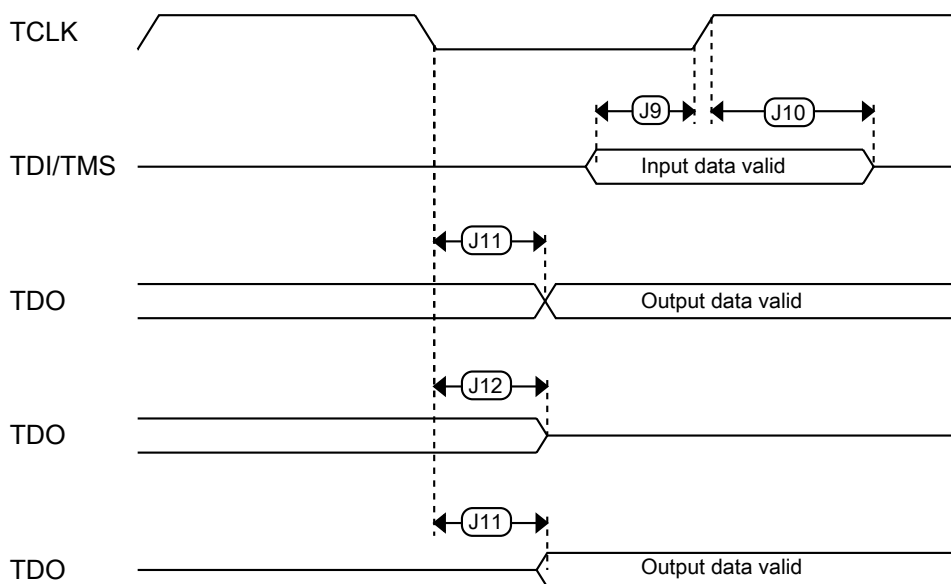 TCLK
J9
J10
TDI/TMS
Input data valid
J11
TDO
Output data valid
J12
TDO
J11
TDO
Output data valid